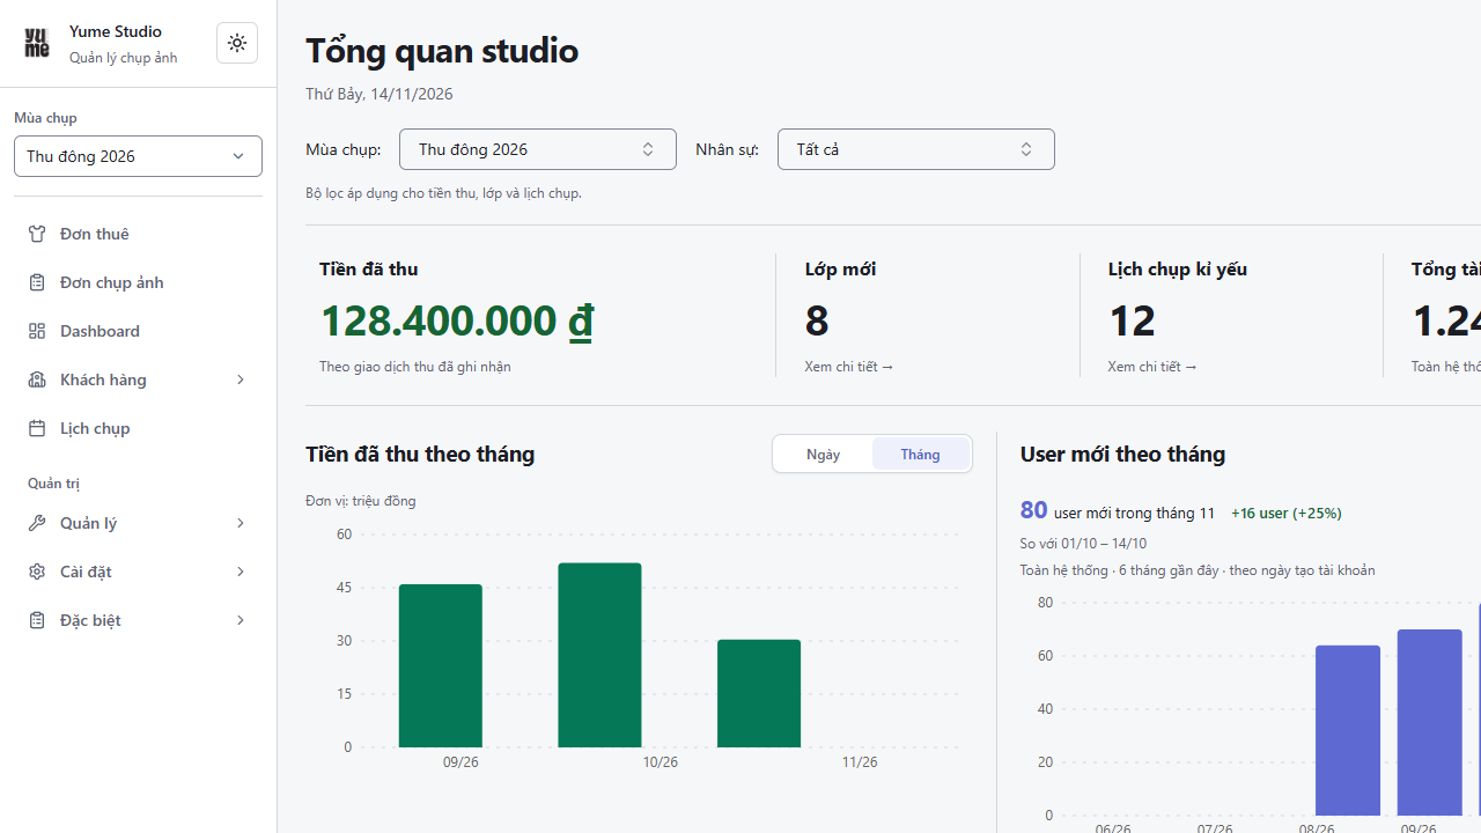 yume
Yume Studio
Quản lý chụp ảnh
Mùa chụp
Thu đông 2026
Đơn thuê
Đơn chụp ảnh
Dashboard
Khách hàng
Lịch chụp
Quản trị
Quản lý
Cài đặt
Đặc biệt
Tổng quan studio
Thứ Bảy, 14/11/2026
Mùa chụp: Thu đông 2026 Nhân sự: Tất cả
Bộ lọc áp dụng cho tiền thu, lớp và lịch chụp.
Tiền đã thu
128.400.000 ₫
Theo giao dịch thu đã ghi nhận
Lớp mới
8
Xem chi tiết →
Lịch chụp kỉ yếu
12
Xem chi tiết →
Tổng
1.24
Toàn hệ
Tiền đã thu theo tháng
Ngày Tháng
Đơn vị: triệu đồng
60
45
30
15
0
09/26 10/26 11/26
User mới theo tháng
80 user mới trong tháng 11 +16 user (+25%)
So với 01/10 – 14/10
Toàn hệ thống · 6 tháng gần đây · theo ngày tạo tài khoản
80
60
40
20
0
06/26 07/26 08/26 09/26